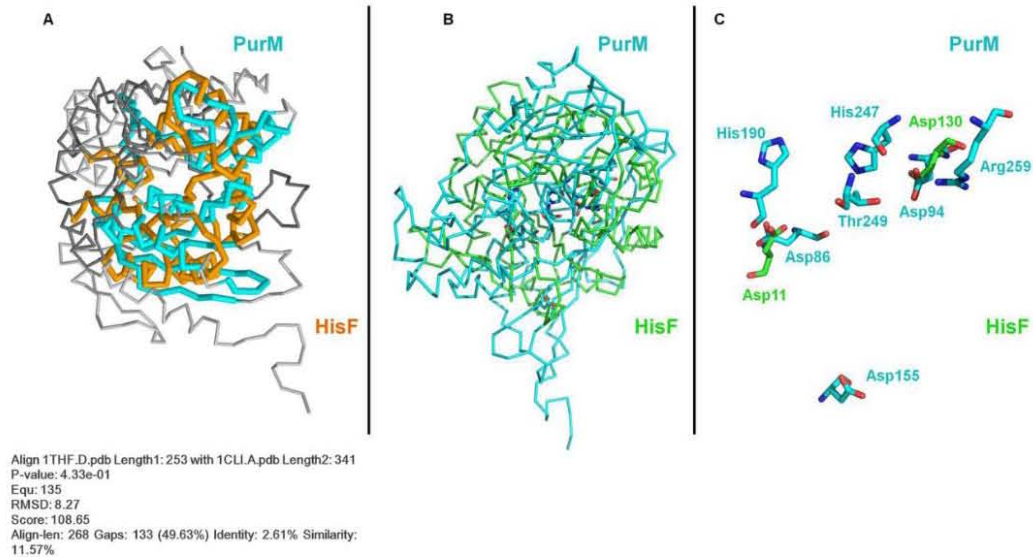 A
B
C
PurM
PurM
PurM
His247
Asp130
His190
Arg259
Thr249
Asp94
Asp86
Asp11
HisF
HisF
HisF
Asp155
Align 1THF.D.pdb Length1: 253 with 1CLI.A.pdb Length2: 341
P-value: 4.33e-01
Equ: 135
RMSD: 8.27
Score: 108.65
Align-len: 268 Gaps: 133 (49.63%) Identity: 2.61% Similarity:
11.57%